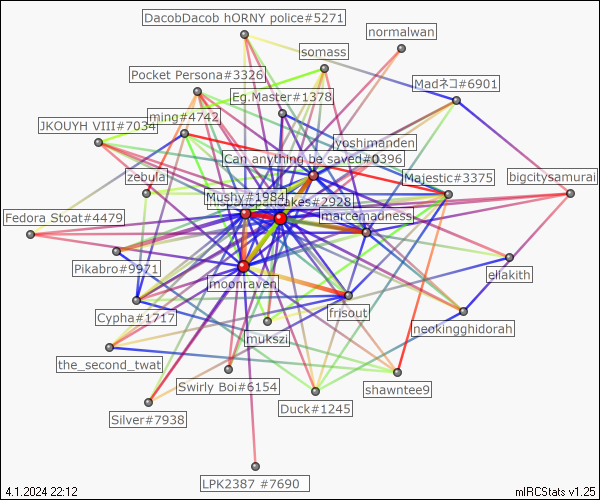 DacobDacob hORNY police#5271
normalwan
somass
Pocket Persona#3326
Madネコ#6901
Eg.Master#1378
ming#4742
JKOUYH VIII#7034
yoshimanden
Can anything be saved#0396
zebula
Majestic#3375
bigcitysamurai
Mushy#1984
akes#2928
Fedora Stoat#4479
marcemadness
Pikabro#9971
moonraven
eliakith
Cypha#1717
frisout
neokingghidorah
mukszi
the_second_twat
Swirly Boi#6154
shawntee9
Silver#7938
Duck#1245
LPK2387 #7690
4.1.2024 22:12
mIRCStats v1.25